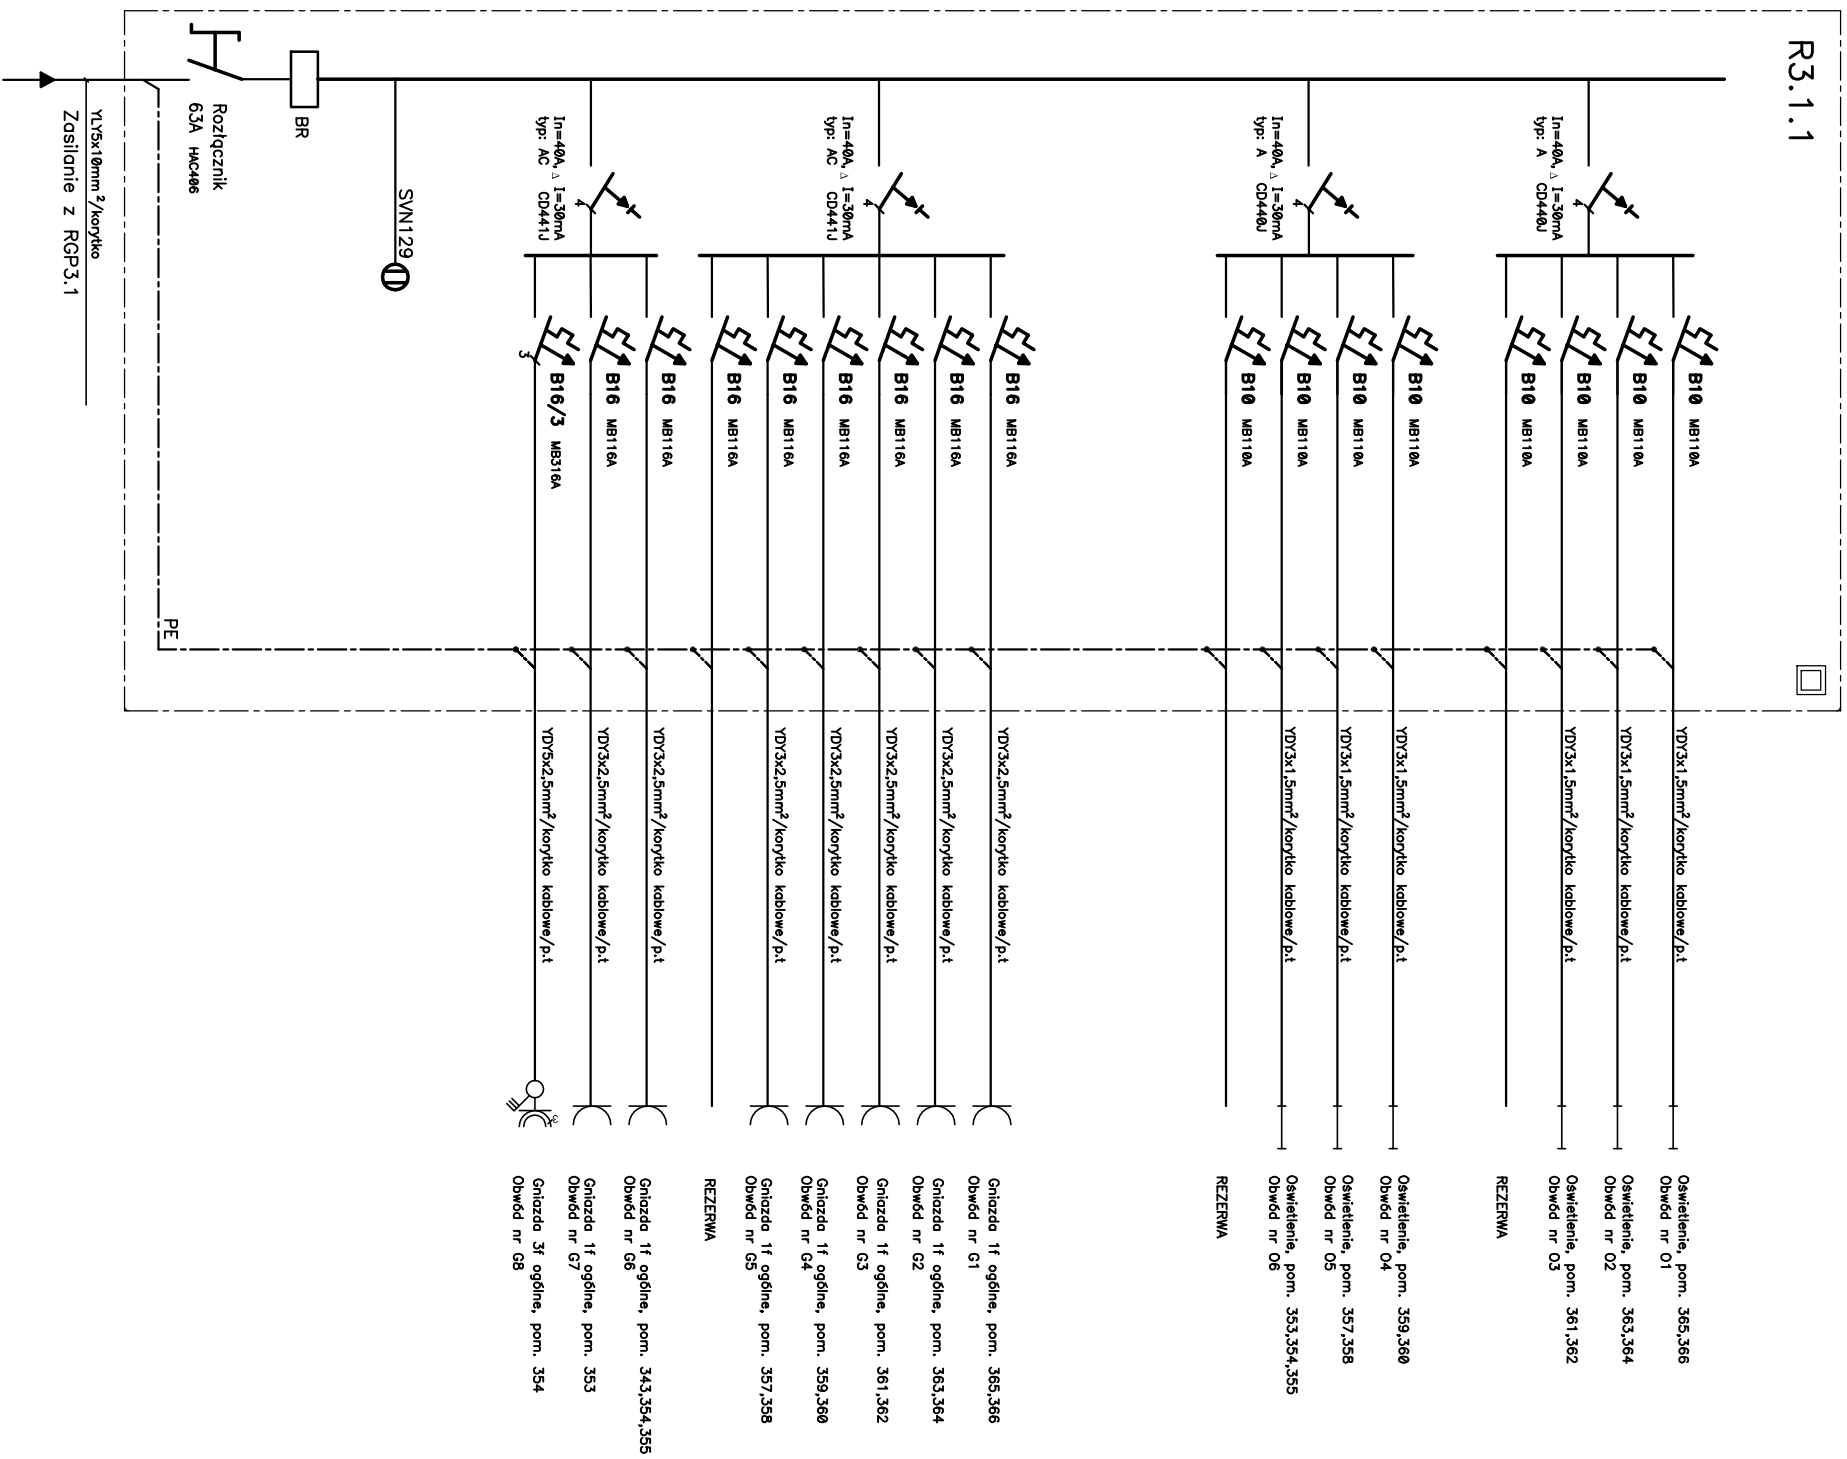 R3.1.1
In=40A, △ I=30mA
typ: A CD440J
4
B10 MB110A
YDY3x1,5mm²/korytko kablowe/p.t
Oświetlenie, pom. 365,366
Obwód nr O1
B10 MB110A
YDY3x1,5mm²/korytko kablowe/p.t
Oświetlenie, pom. 363,364
Obwód nr O2
B10 MB110A
YDY3x1,5mm²/korytko kablowe/p.t
Oświetlenie, pom. 361,362
Obwód nr O3
B10 MB110A
REZERWA
In=40A, △ I=30mA
typ: A CD440J
4
B10 MB110A
YDY3x1,5mm²/korytko kablowe/p.t
Oświetlenie, pom. 359,360
Obwód nr O4
B10 MB110A
YDY3x1,5mm²/korytko kablowe/p.t
Oświetlenie, pom. 357,358
Obwód nr O5
B10 MB110A
YDY3x1,5mm²/korytko kablowe/p.t
Oświetlenie, pom. 353,354,355
Obwód nr O6
B10 MB110A
REZERWA
In=40A, △ I=30mA
typ: AC CD441J
4
B16 MB116A
YDY3x2,5mm²/korytko kablowe/p.t
Gniazda 1f ogólne, pom. 365,366
Obwód nr G1
B16 MB116A
YDY3x2,5mm²/korytko kablowe/p.t
Gniazda 1f ogólne, pom. 363,364
Obwód nr G2
B16 MB116A
YDY3x2,5mm²/korytko kablowe/p.t
Gniazda 1f ogólne, pom. 361,362
Obwód nr G3
B16 MB116A
YDY3x2,5mm²/korytko kablowe/p.t
Gniazda 1f ogólne, pom. 359,360
Obwód nr G4
B16 MB116A
YDY3x2,5mm²/korytko kablowe/p.t
Gniazda 1f ogólne, pom. 357,358
Obwód nr G5
B16 MB116A
REZERWA
In=40A, △ I=30mA
typ: AC CD441J
4
B16 MB116A
YDY3x2,5mm²/korytko kablowe/p.t
Gniazda 1f ogólne, pom. 343,354,355
Obwód nr G6
B16 MB116A
YDY3x2,5mm²/korytko kablowe/p.t
Gniazda 1f ogólne, pom. 353
Obwód nr G7
3
B16/3 MB316A
YDY5x2,5mm²/korytko kablowe/p.t
3
Gniazda 3f ogólne, pom. 354
Obwód nr G8
SVN129
BR
Rozłącznik
63A HAC406
PE
YLY5x10mm²/korytko
Zasilanie z RGP3.1